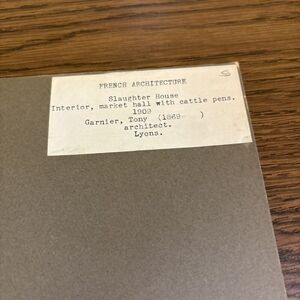 FRENCH ARCHITECTURE
Slaughter House
Interior, market hall with cattle pens.
1909
Garnier, Tony (1869- )
architect.
Lyons.